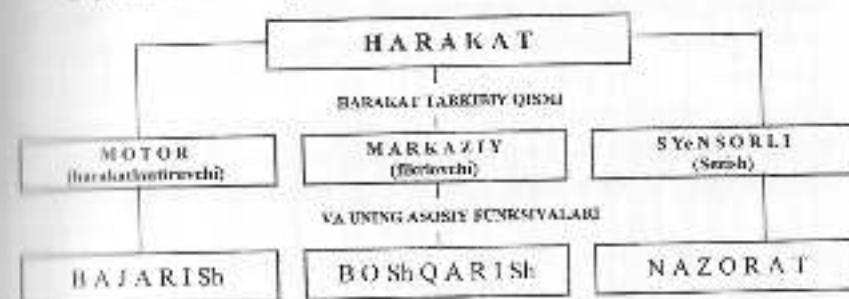 HARAKAT
HARAKAT TARKIBIY QISMI
MOTOR
(harakatlantiruvchi)
MARKAZIY
(fikrlovchi)
SYeNSORLI
(Sezish)
VA UNING ASOSIY FUNKSIYALARI
BAJARISh
BOShQARISh
NAZORAT